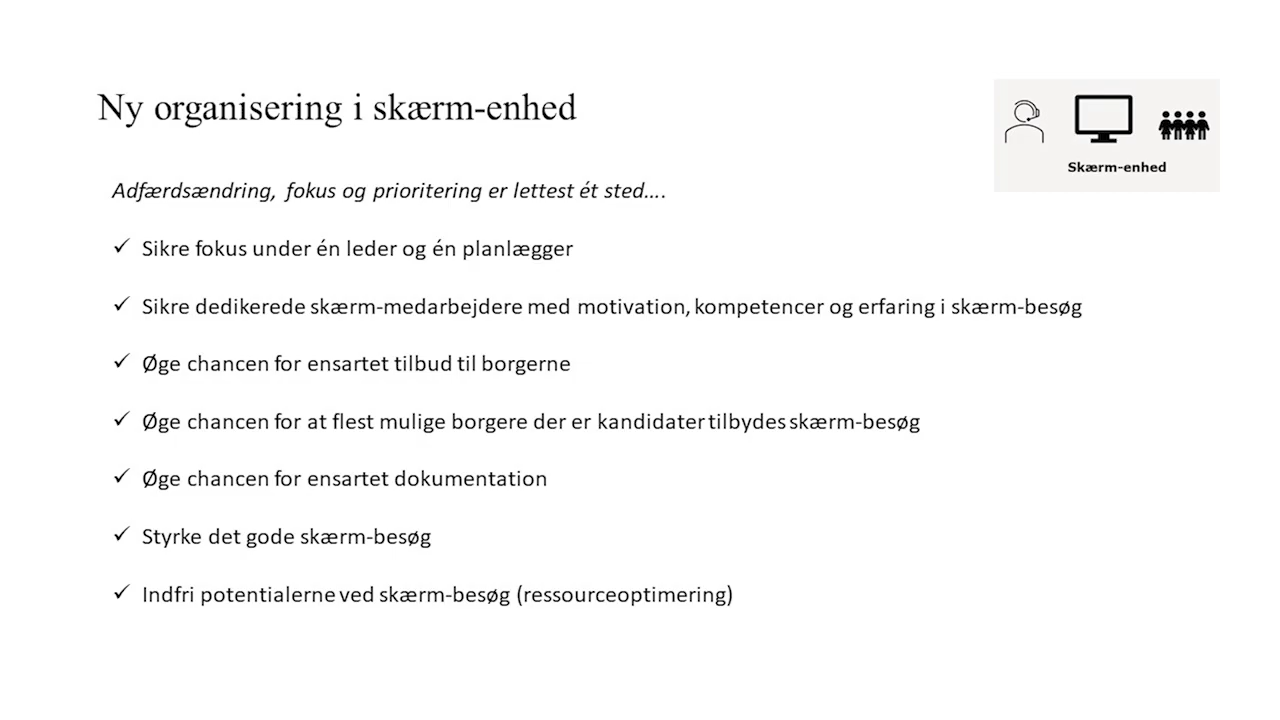 Ny organisering i skærm-enhed
Skærm-enhed
Adfærdsændring, fokus og prioritering er lettest ét sted....
✓ Sikre fokus under én leder og én planlægger
✓ Sikre dedikerede skærm-medarbejdere med motivation, kompetencer og erfaring i skærm-besøg
✓ Øge chancen for ensartet tilbud til borgerne
✓ Øge chancen for at flest mulige borgere der er kandidater tilbydes skærm-besøg
✓ Øge chancen for ensartet dokumentation
✓ Styrke det gode skærm-besøg
✓ Indfri potentialerne ved skærm-besøg (ressourceoptimering)